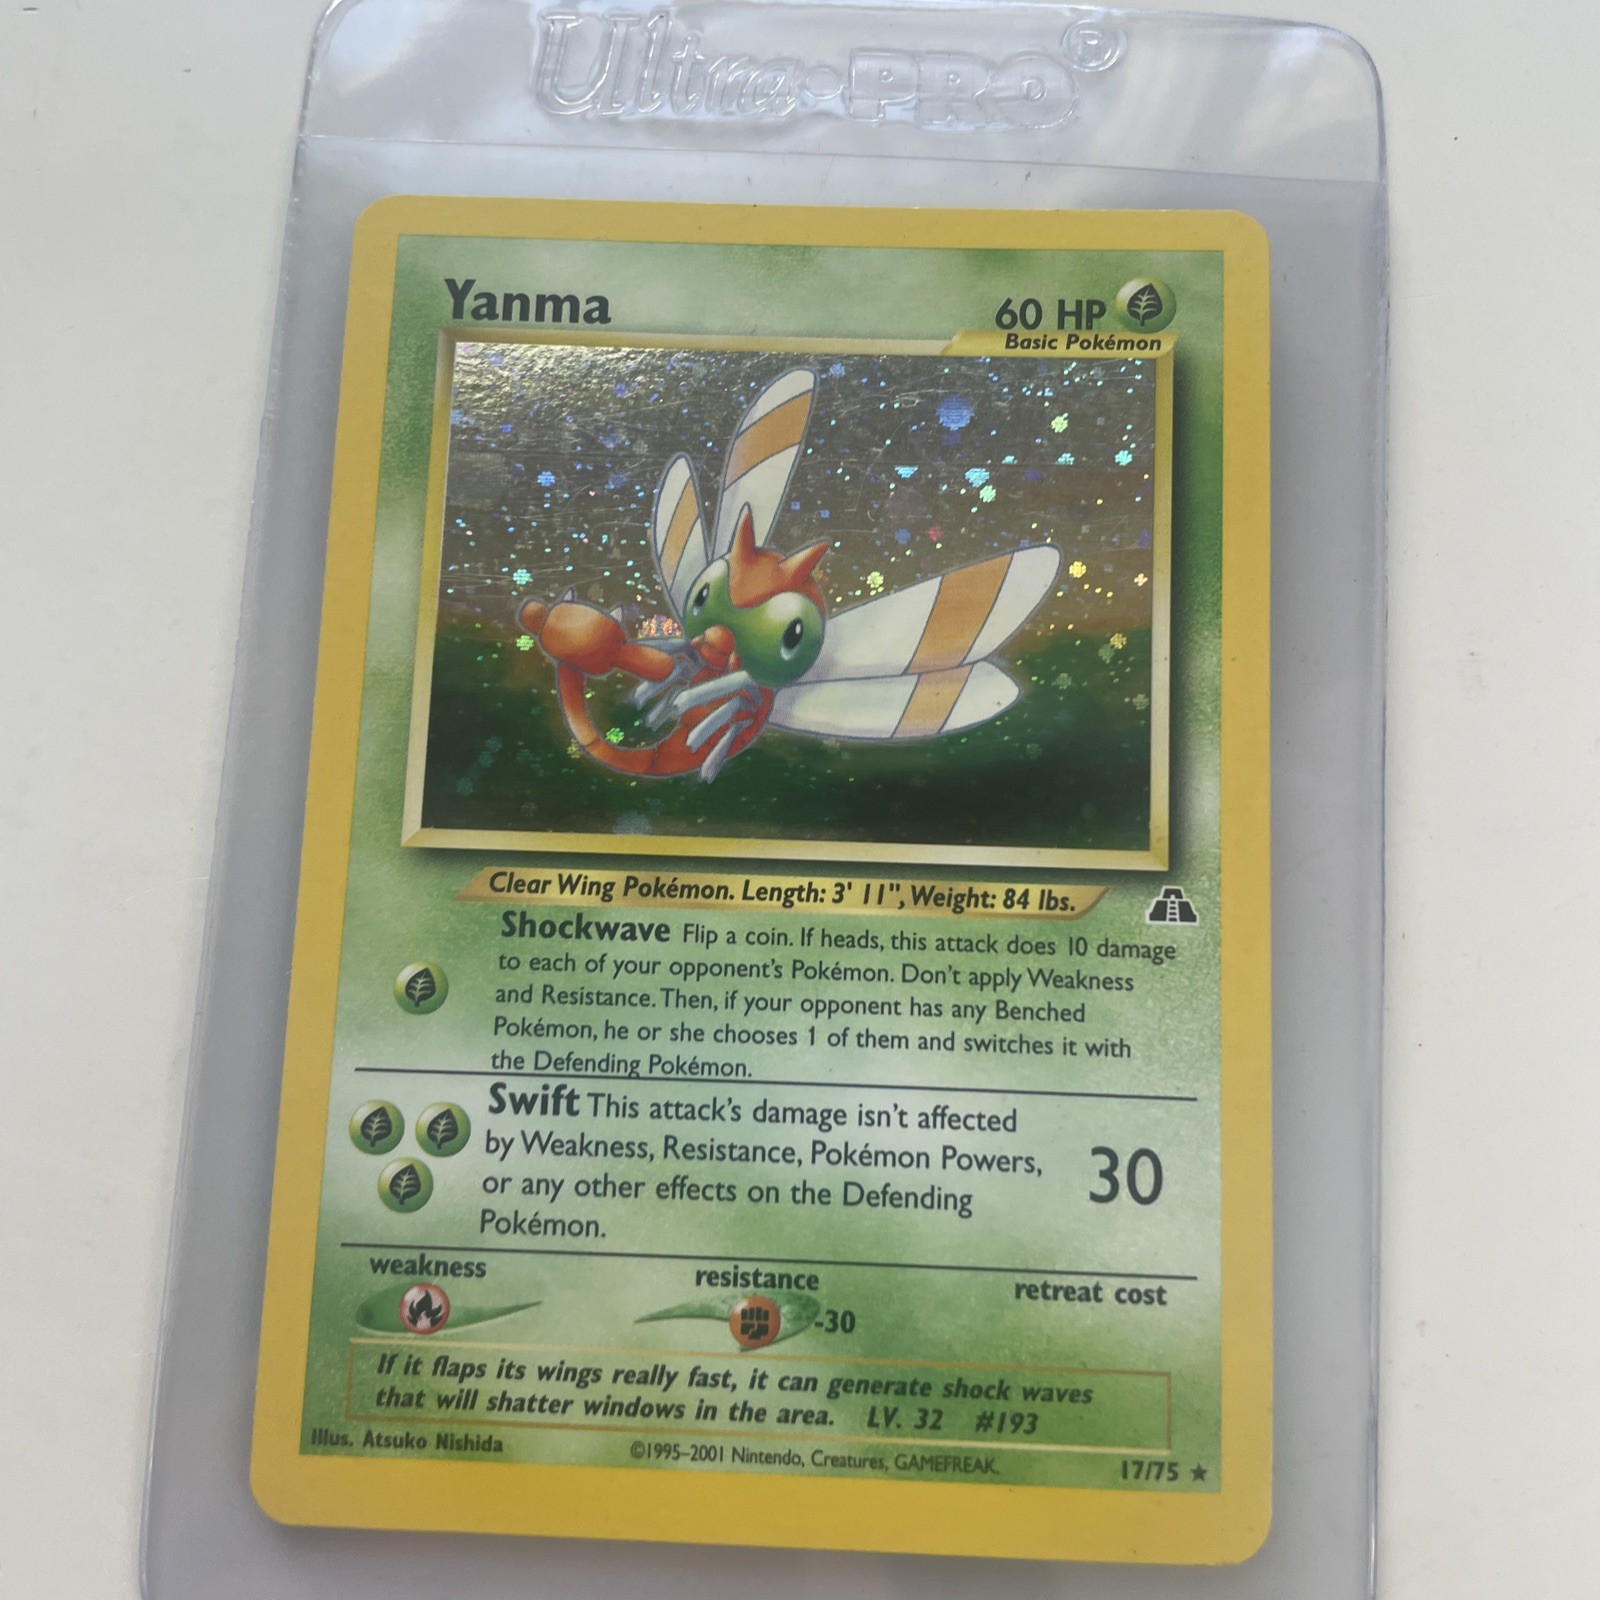 Ultra·PRO®
Yanma
60 HP
Basic Pokémon
Clear Wing Pokémon. Length: 3' 11", Weight: 84 lbs.
Shockwave Flip a coin. If heads, this attack does 10 damage
to each of your opponent's Pokémon. Don't apply Weakness
and Resistance. Then, if your opponent has any Benched
Pokémon, he or she chooses 1 of them and switches it with
the Defending Pokémon.
Swift This attack's damage isn't affected
by Weakness, Resistance, Pokémon Powers,
or any other effects on the Defending
Pokémon.
30
weakness
resistance
retreat cost
-30
If it flaps its wings really fast, it can generate shock waves
that will shatter windows in the area. LV. 32 #193
Illus. Atsuko Nishida
©1995–2001 Nintendo, Creatures, GAMEFREAK.
17/75 ★